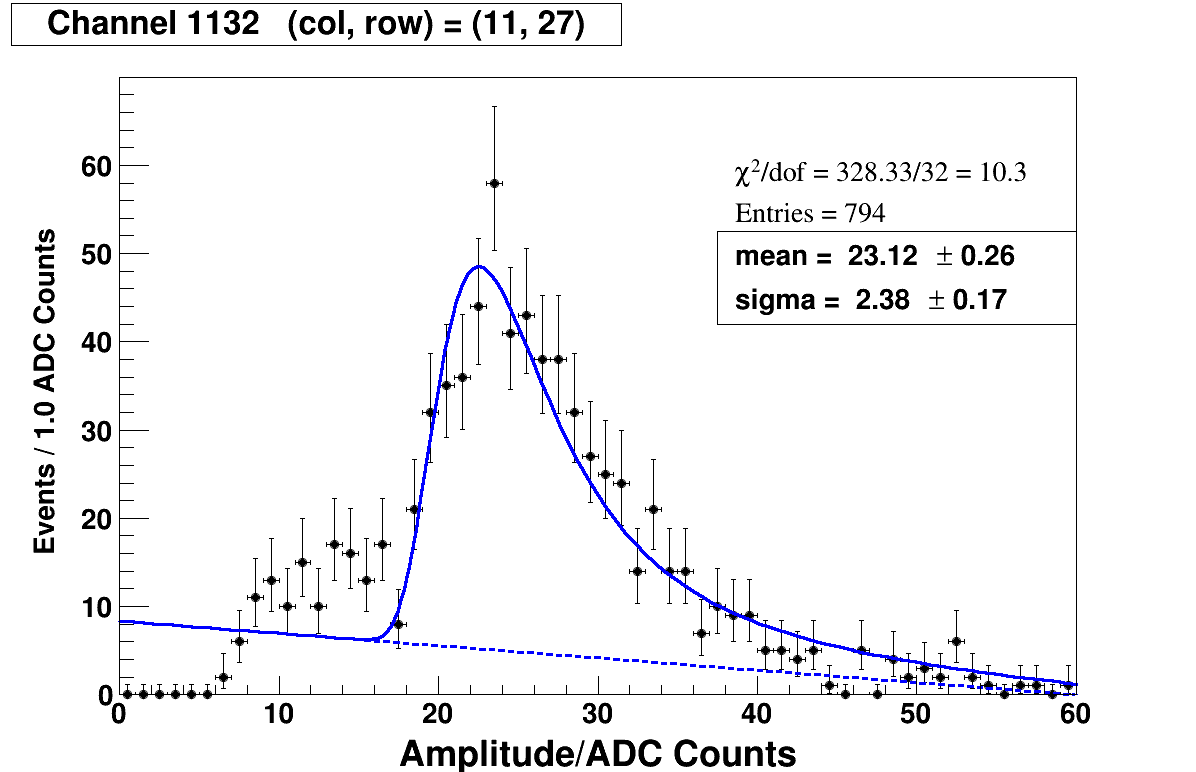 Channel 1132 (col, row) = (11, 27)
χ²/dof = 328.33/32 = 10.3
Entries = 794
mean = 23.12 ± 0.26
sigma = 2.38 ± 0.17
Events / 1.0 ADC Counts
60
50
40
30
20
10
0
0 10 20 30 40 50 60
Amplitude/ADC Counts